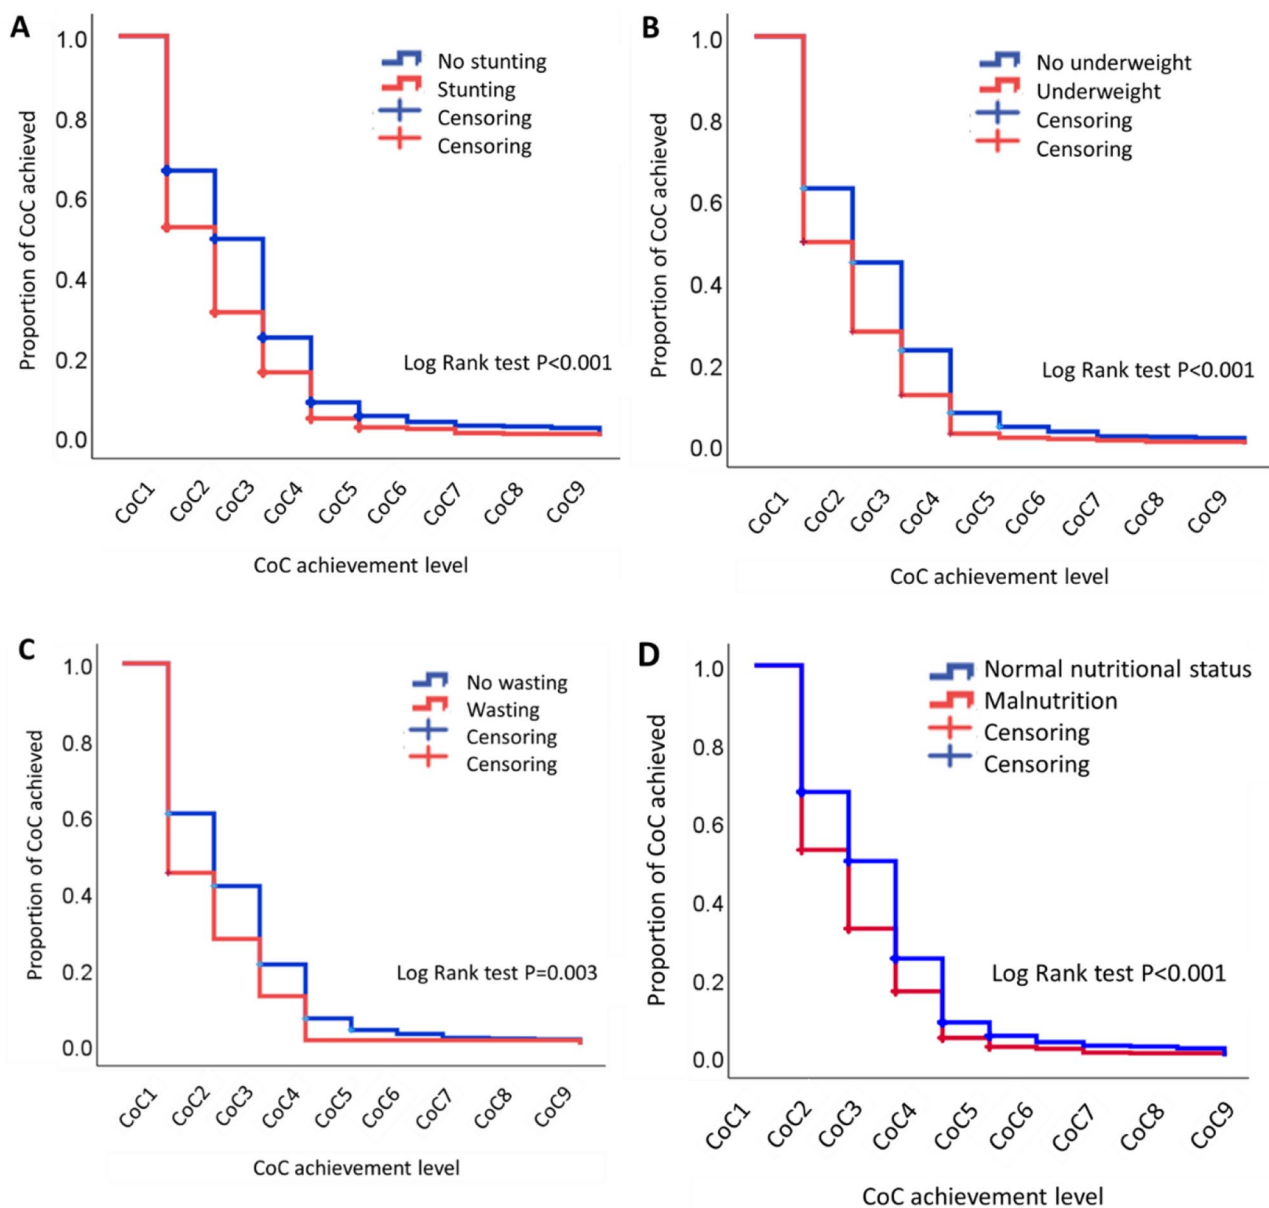 A
Proportion of CoC achieved
1.0
0.8
0.6
0.4
0.2
0.0
No stunting
Stunting
Censoring
Censoring
Log Rank test P<0.001
CoC1
CoC2
CoC3
CoC4
CoC5
CoC6
CoC7
CoC8
CoC9
CoC achievement level
B
Proportion of CoC achieved
1.0
0.8
0.6
0.4
0.2
0.0
No underweight
Underweight
Censoring
Censoring
Log Rank test P<0.001
CoC1
CoC2
CoC3
CoC4
CoC5
CoC6
CoC7
CoC8
CoC9
CoC achievement level
C
Proportion of CoC achieved
1.0
0.8
0.6
0.4
0.2
0.0
No wasting
Wasting
Censoring
Censoring
Log Rank test P=0.003
CoC1
CoC2
CoC3
CoC4
CoC5
CoC6
CoC7
CoC8
CoC9
CoC achievement level
D
Proportion of CoC achieved
1.0
0.8
0.6
0.4
0.2
0.0
Normal nutritional status
Malnutrition
Censoring
Censoring
Log Rank test P<0.001
CoC1
CoC2
CoC3
CoC4
CoC5
CoC6
CoC7
CoC8
CoC9
CoC achievement level